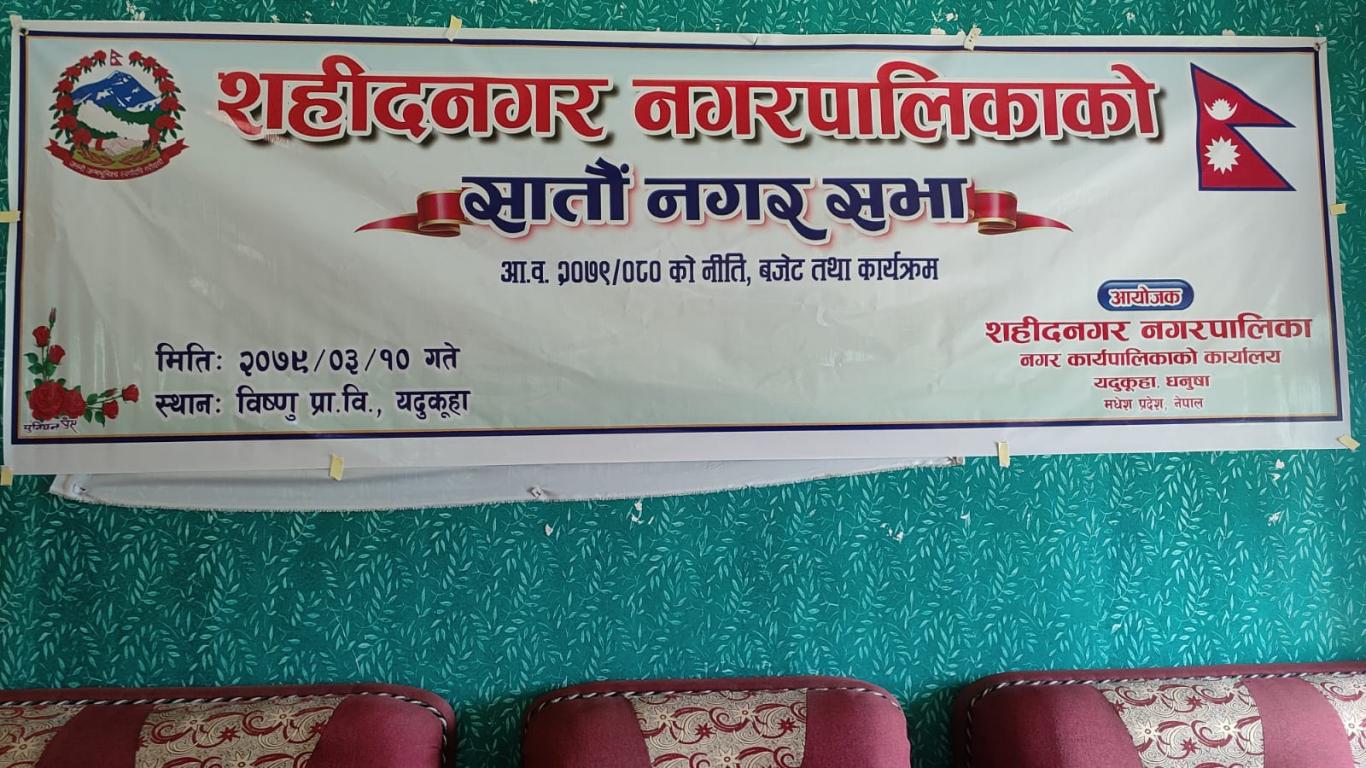 शहीदनगर नगरपालिकाको
सातौं नगर सभा
आ.व. २०७९/०८० को नीति, बजेट तथा कार्यक्रम
आयोजक
शहीदनगर नगरपालिका
नगर कार्यपालिकाको कार्यालय
यदुकूहा, धनुषा
मधेश प्रदेश, नेपाल
मितिः २०७९/०३/१० गते
स्थानः विष्णु प्रा.वि., यदुकूहा